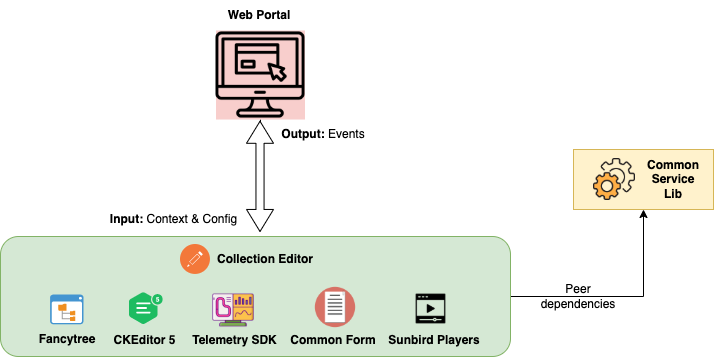 Web Portal
Output: Events
Input: Context & Config
Common
Service
Lib
Collection Editor
5
Fancytree
CKEditor 5
Telemetry SDK
Common Form
Sunbird Players
Peer
dependencies